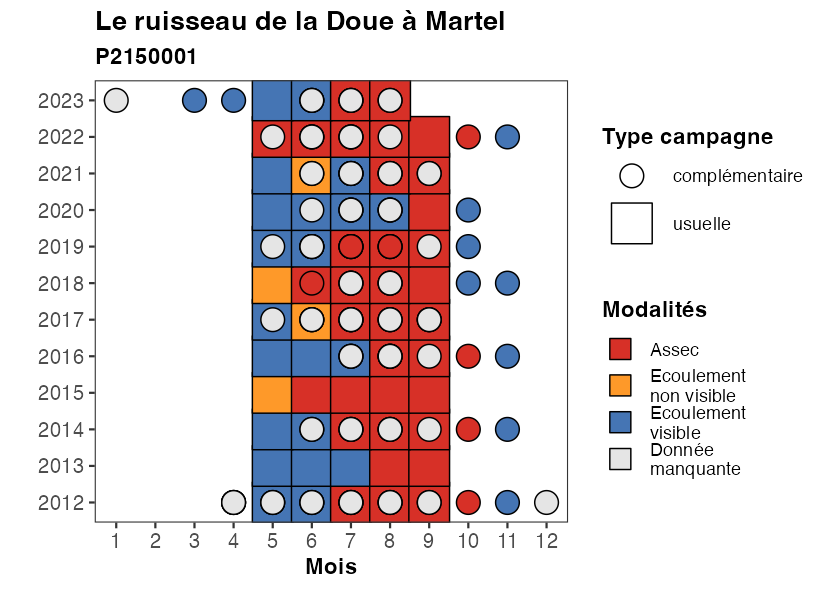 Le ruisseau de la Doue à Martel
P2150001
2023
2022
2021
2020
2019
2018
2017
2016
2015
2014
2013
2012
1 2 3 4 5 6 7 8 9 10 11 12
Mois
Type campagne
complémentaire
usuelle
Modalités
Assec
Ecoulement
non visible
Ecoulement
visible
Donnée
manquante